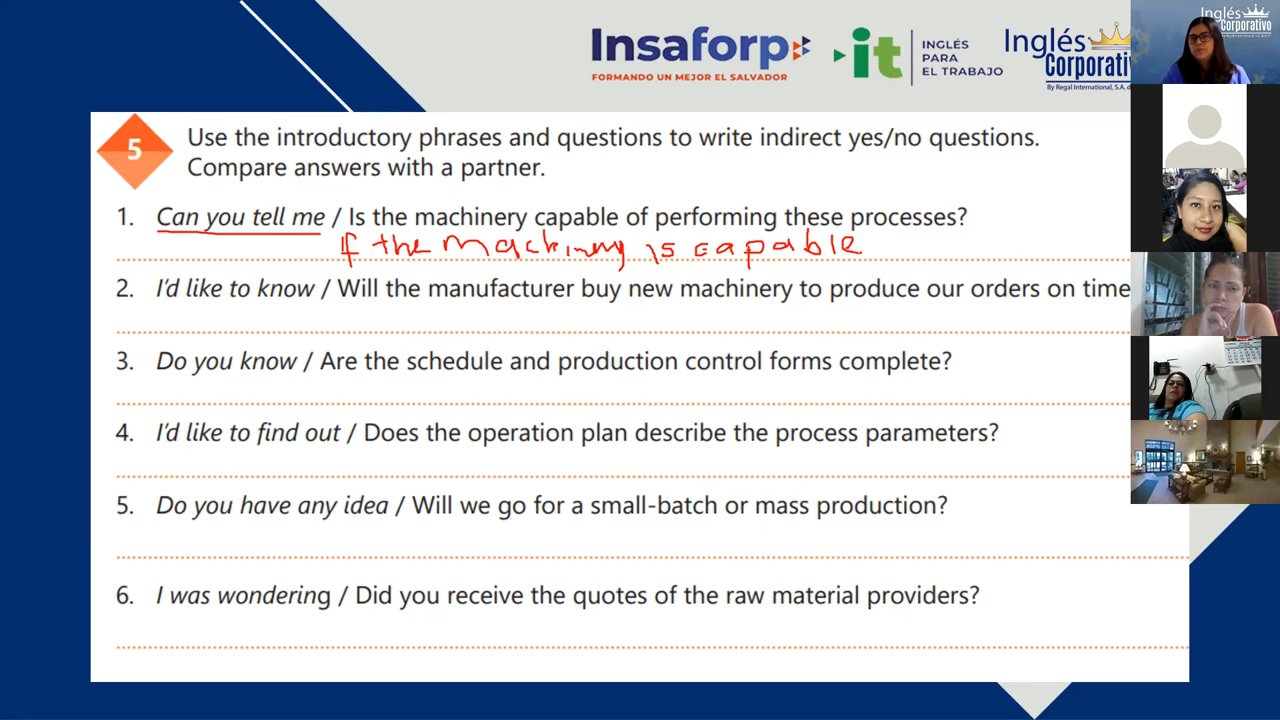 Insaforp
FORMANDO UN MEJOR EL SALVADOR
it
INGLÉS
PARA
EL TRABAJO
Inglés
Corporativ
By Regal International, S.A. d
Inglés
Corporativo
5
Use the introductory phrases and questions to write indirect yes/no questions.
Compare answers with a partner.
1. Can you tell me / Is the machinery capable of performing these processes?
If the machinery is capable
2. I'd like to know / Will the manufacturer buy new machinery to produce our orders on time
3. Do you know / Are the schedule and production control forms complete?
4. I'd like to find out / Does the operation plan describe the process parameters?
5. Do you have any idea / Will we go for a small-batch or mass production?
6. I was wondering / Did you receive the quotes of the raw material providers?